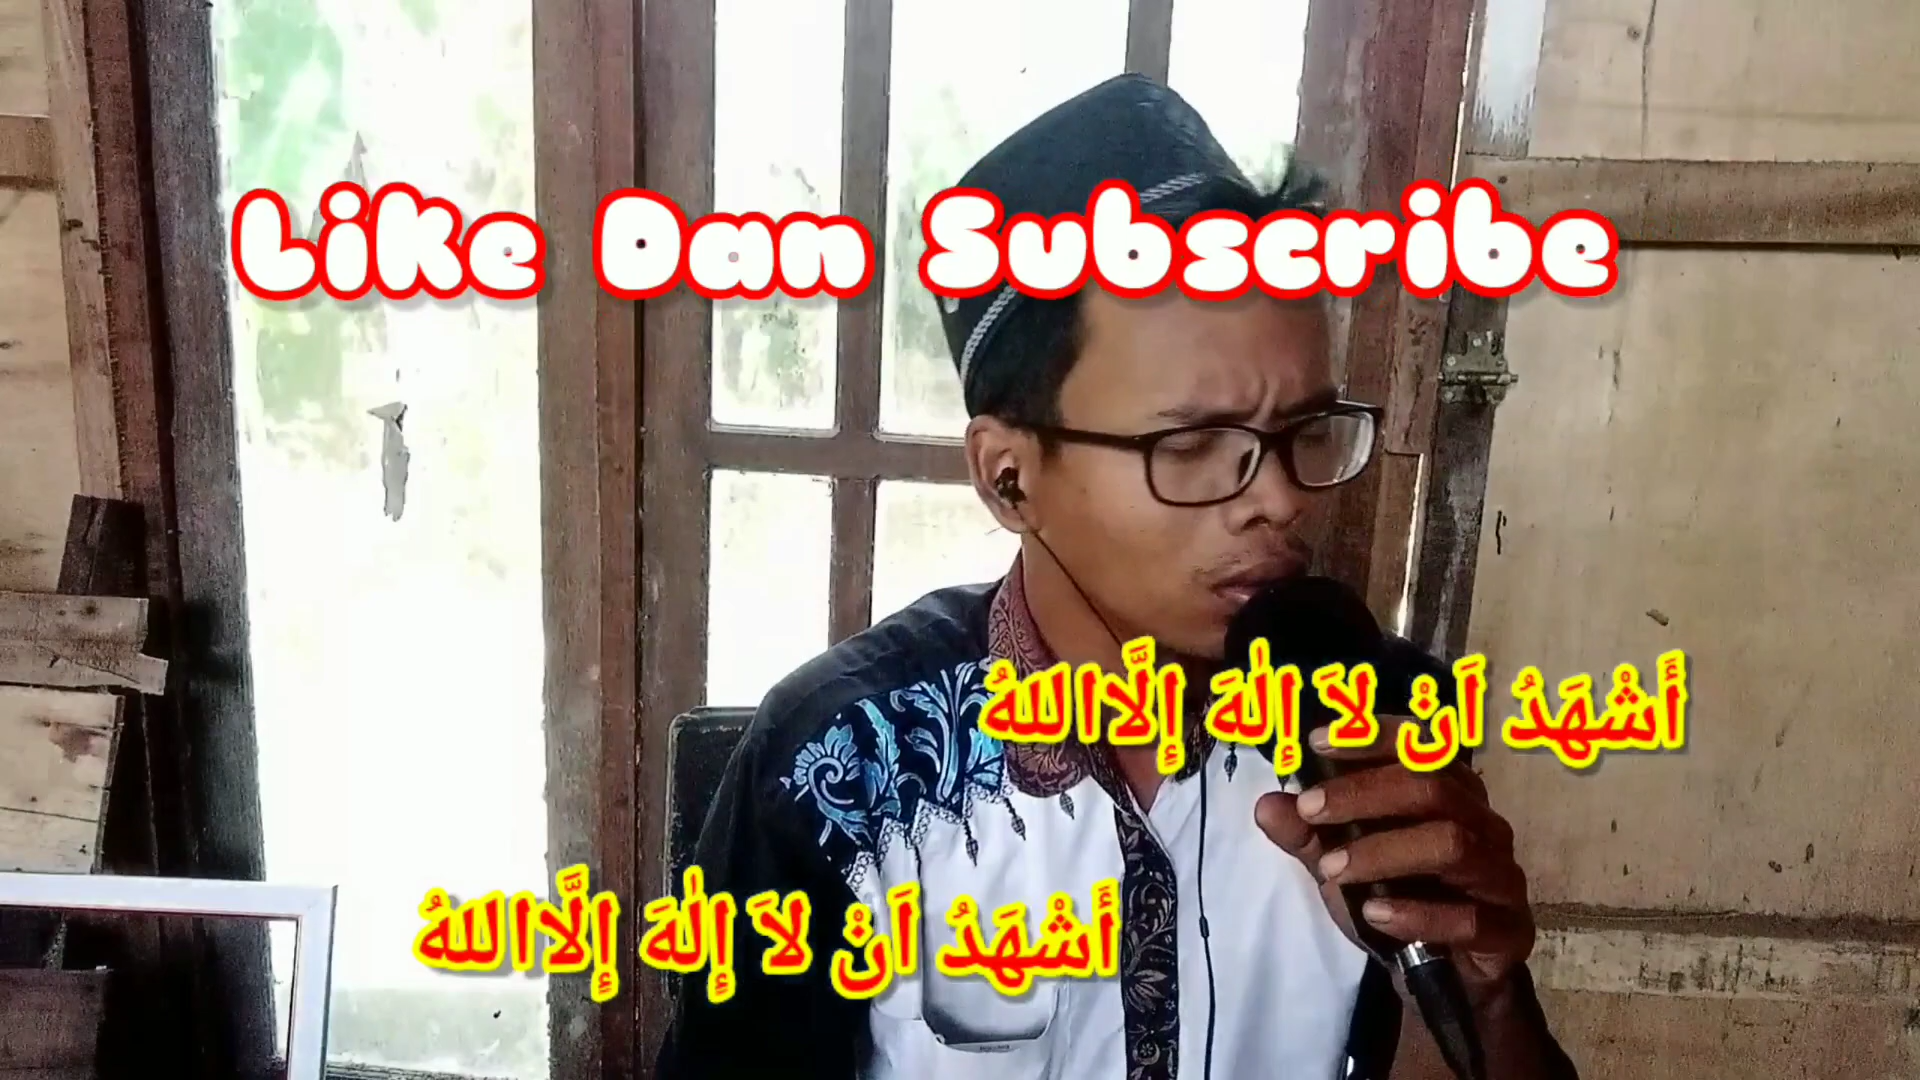 Like Dan Subscribe
أَشْهَدُ اَنْ لاَ إِلٰهَ إِلَّااللهُ
أَشْهَدُ اَنْ لاَ إِلٰهَ إِلَّااللهُ